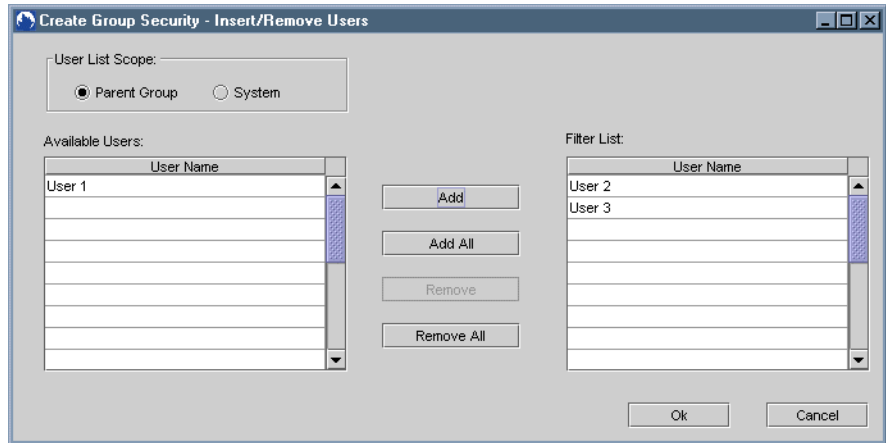 Create Group Security - Insert/Remove Users
User List Scope:
Parent Group System
Available Users:
Filter List:
User Name
User Name
User 1
User 2
User 3
Add
Add All
Remove
Remove All
Ok Cancel